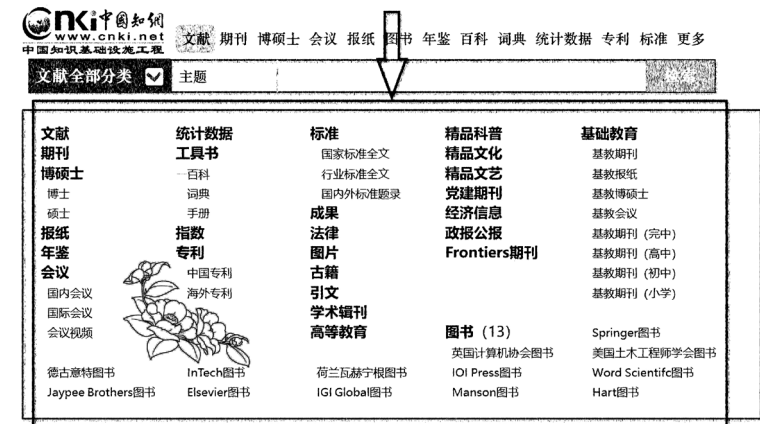 Cnki中国知网
www.cnki.net
中国知识基础设施工程
文献 期刊 博硕士 会议 报纸 图书 年鉴 百科 词典 统计数据 专利 标准 更多
文献全部分类 主题
文献 统计数据 标准 精品科普 基础教育
期刊 工具书 国家标准全文 精品文化 基教期刊
博硕士 百科 行业标准全文 精品文艺 基教报纸
博士 词典 国内外标准题录 党建期刊 基教博硕士
硕士 手册 成果 经济信息 基教会议
报纸 指数 法律 政报公报 基教期刊 (完中)
年鉴 专利 图片 Frontiers期刊 基教期刊 (高中)
会议 中国专利 古籍 基教期刊 (初中)
国内会议 海外专利 引文 基教期刊 (小学)
国际会议 学术辑刊
会议视频 高等教育 图书 (13) Springer图书
英国计算机协会图书 美国土木工程师学会图书
德古意特图书 InTech图书 荷兰瓦赫宁根图书 IOI Press图书 Word Scientifc图书
Jaypee Brothers图书 Elsevier图书 IGI Global图书 Manson图书 Hart图书